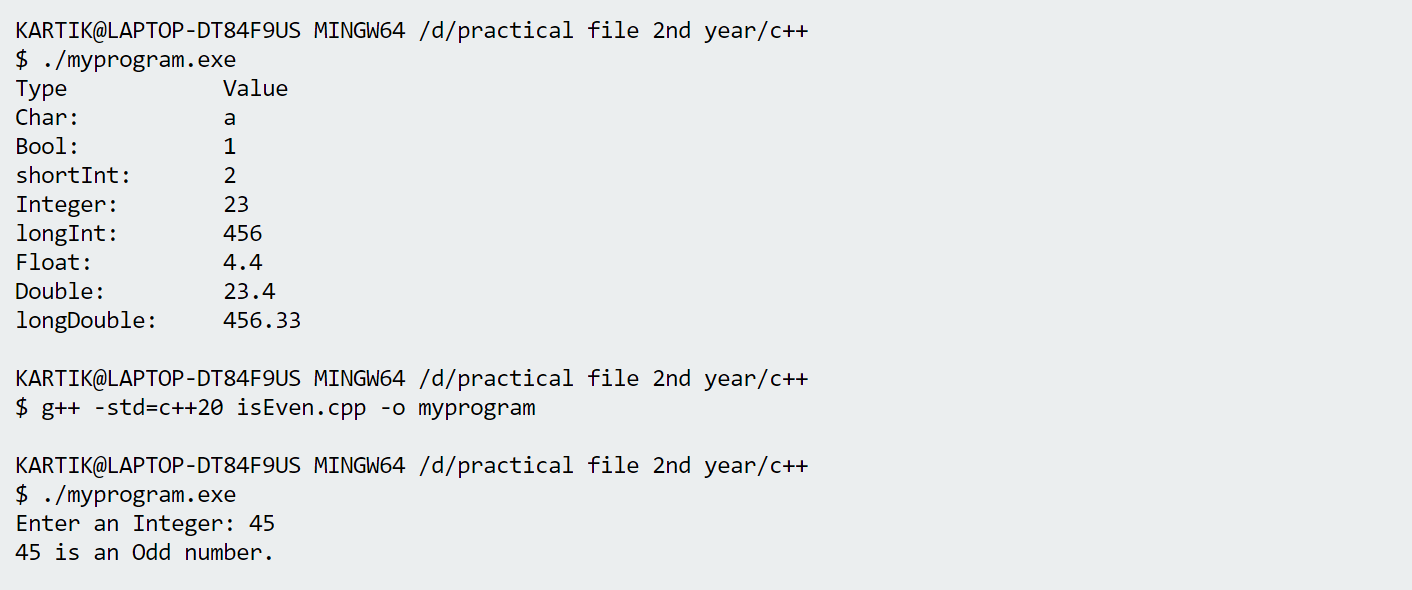 KARTIK@LAPTOP-DT84F9US MINGW64 /d/practical file 2nd year/c++
$ ./myprogram.exe
Type            Value
Char:           a
Bool:           1
shortInt:       2
Integer:        23
longInt:        456
Float:          4.4
Double:         23.4
longDouble:     456.33
KARTIK@LAPTOP-DT84F9US MINGW64 /d/practical file 2nd year/c++
$ g++ -std=c++20 isEven.cpp -o myprogram
KARTIK@LAPTOP-DT84F9US MINGW64 /d/practical file 2nd year/c++
$ ./myprogram.exe
Enter an Integer: 45
45 is an Odd number.